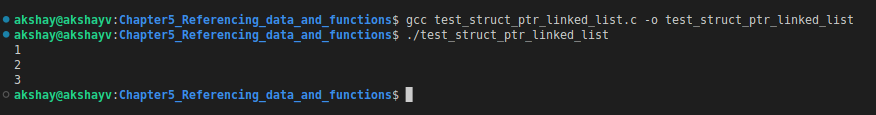 akshay@akshayv:Chapter5_Referencing_data_and_functions$ gcc test_struct_ptr_linked_list.c -o test_struct_ptr_linked_list
akshay@akshayv:Chapter5_Referencing_data_and_functions$ ./test_struct_ptr_linked_list
1
2
3
akshay@akshayv:Chapter5_Referencing_data_and_functions$